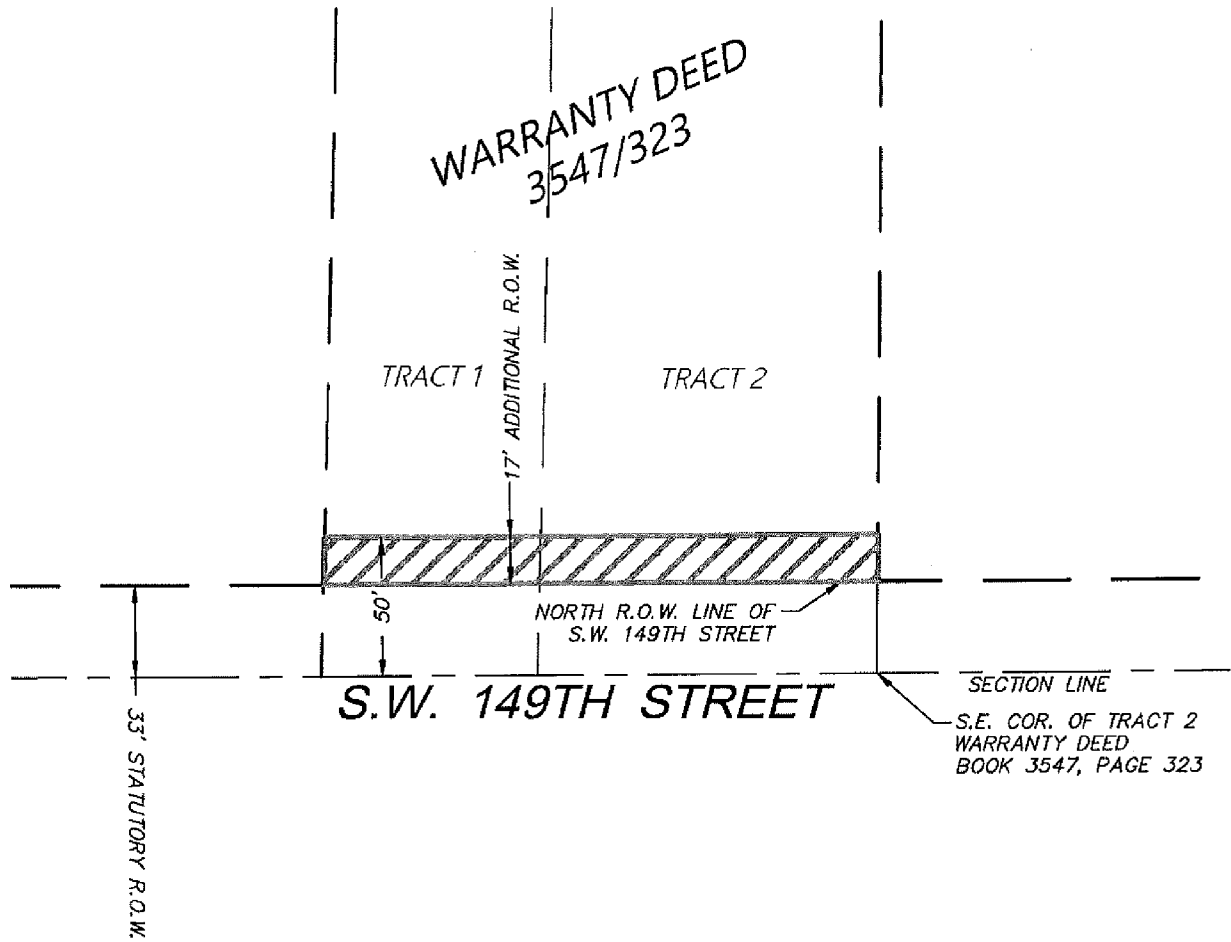 WARRANTY DEED
3547/323
17' ADDITIONAL R.O.W.
TRACT 1
TRACT 2
50'
NORTH R.O.W. LINE OF
S.W. 149TH STREET
S.W. 149TH STREET
SECTION LINE
33' STATUTORY R.O.W.
S.E. COR. OF TRACT 2
WARRANTY DEED
BOOK 3547, PAGE 323